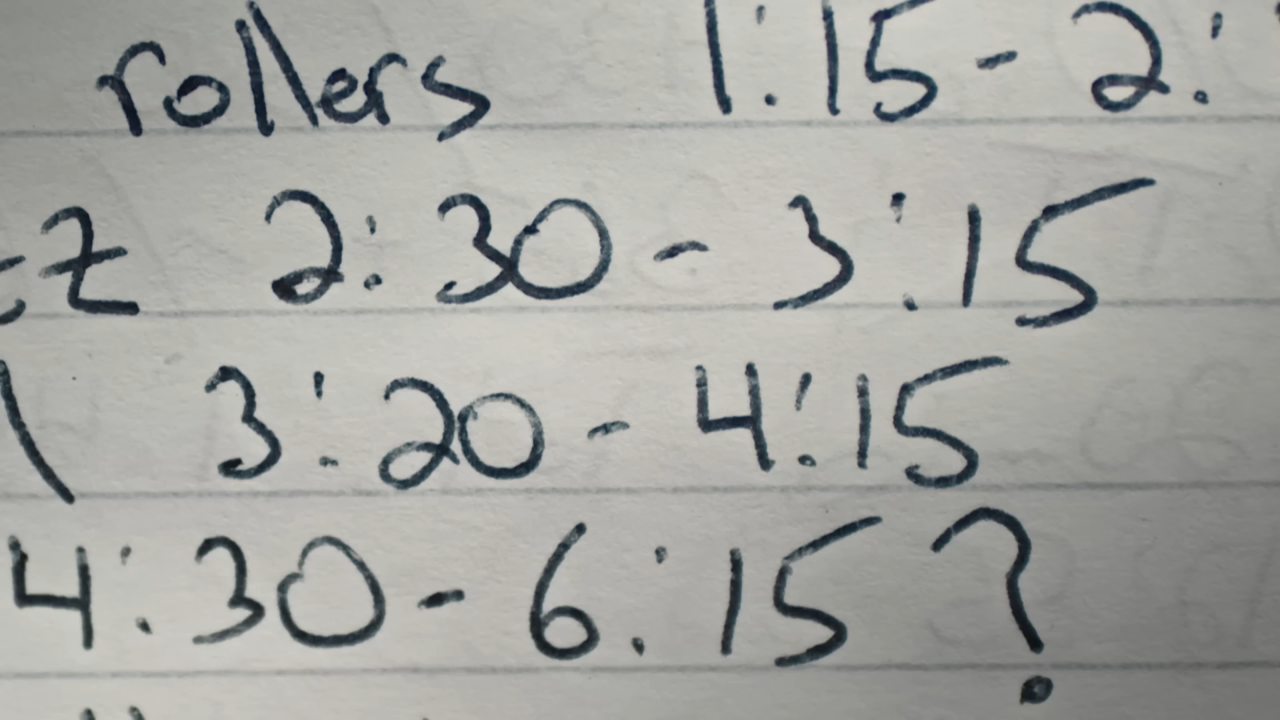 rollers 1:15 - 2:
2:30 - 3:15
3:20 - 4:15
4:30 - 6:15?